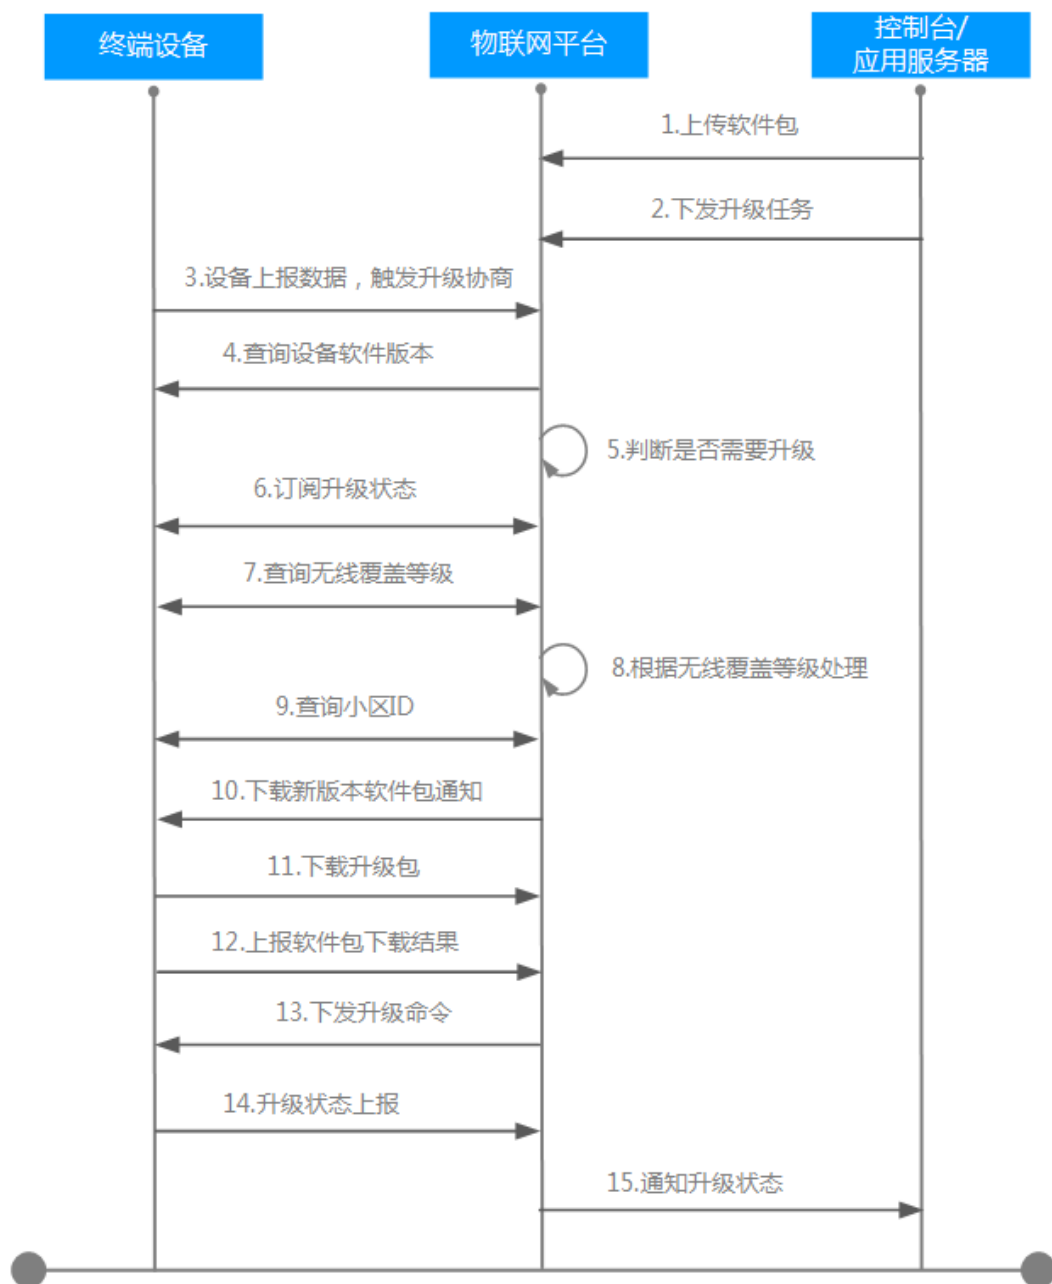 终端设备
物联网平台
控制台/
应用服务器
1.上传软件包
2.下发升级任务
3.设备上报数据，触发升级协商
4.查询设备软件版本
5.判断是否需要升级
6.订阅升级状态
7.查询无线覆盖等级
8.根据无线覆盖等级处理
9.查询小区ID
10.下载新版本软件包通知
11.下载升级包
12.上报软件包下载结果
13.下发升级命令
14.升级状态上报
15.通知升级状态